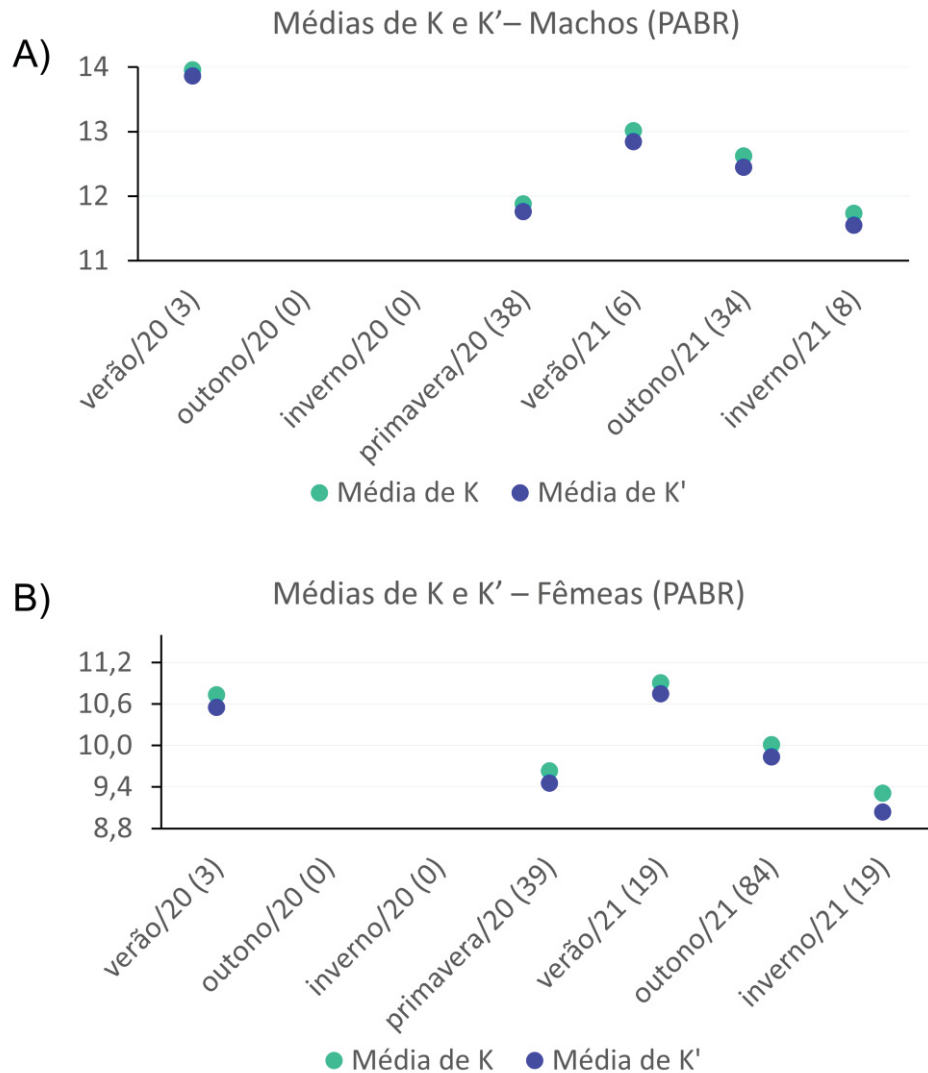 Médias de K e K’– Machos (PABR)
A)
14
13
12
11
verão/20 (3)
outono/20 (0)
inverno/20 (0)
primavera/20 (38)
verão/21 (6)
outono/21 (34)
inverno/21 (8)
Média de K Média de K'
B)
Médias de K e K’ – Fêmeas (PABR)
11,2
10,6
10,0
9,4
8,8
verão/20 (3)
outono/20 (0)
inverno/20 (0)
primavera/20 (39)
verão/21 (19)
outono/21 (84)
inverno/21 (19)
Média de K Média de K'